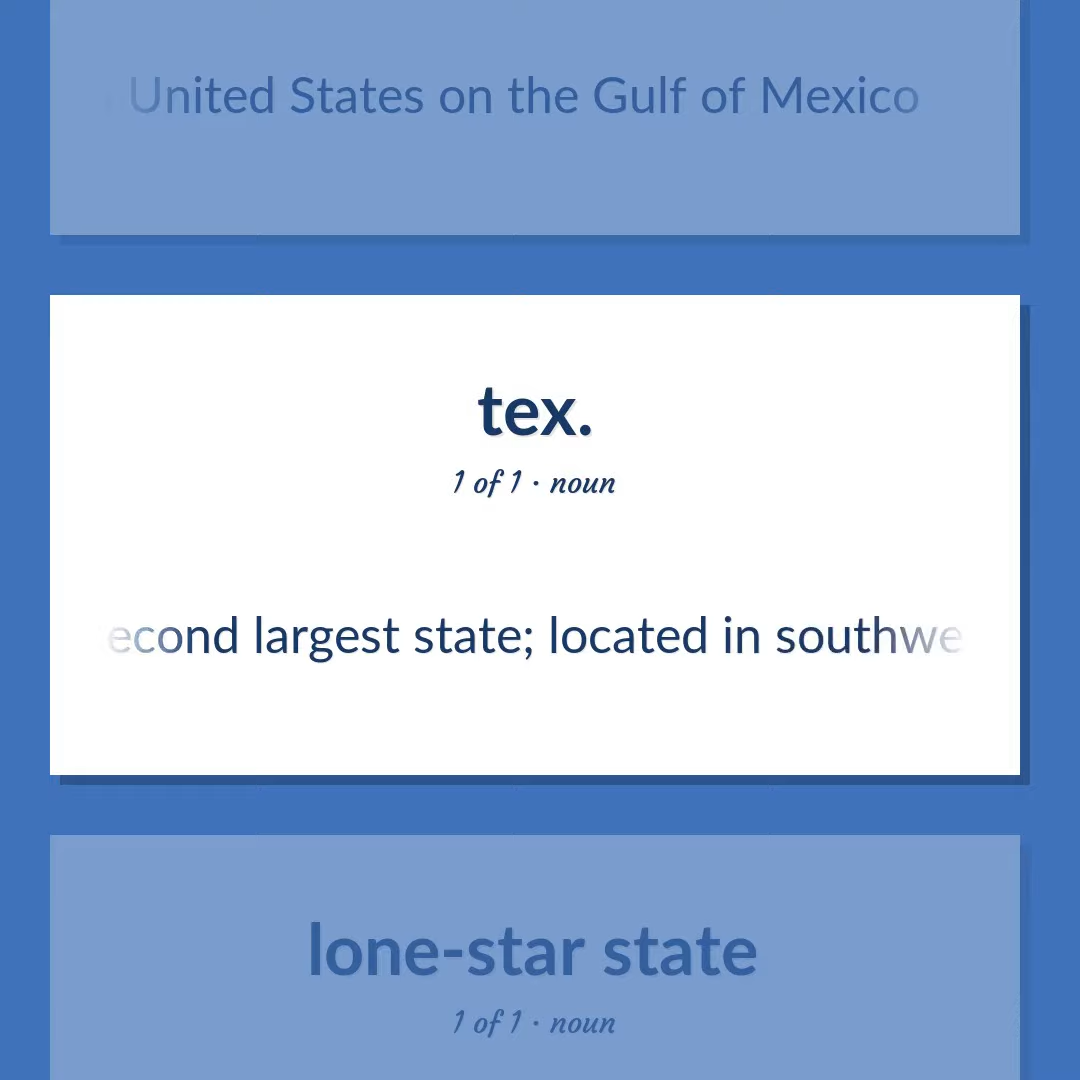 United States on the Gulf of Mexico
tex.
1 of 1 · noun
econd largest state; located in southwe
lone-star state
1 of 1 · noun